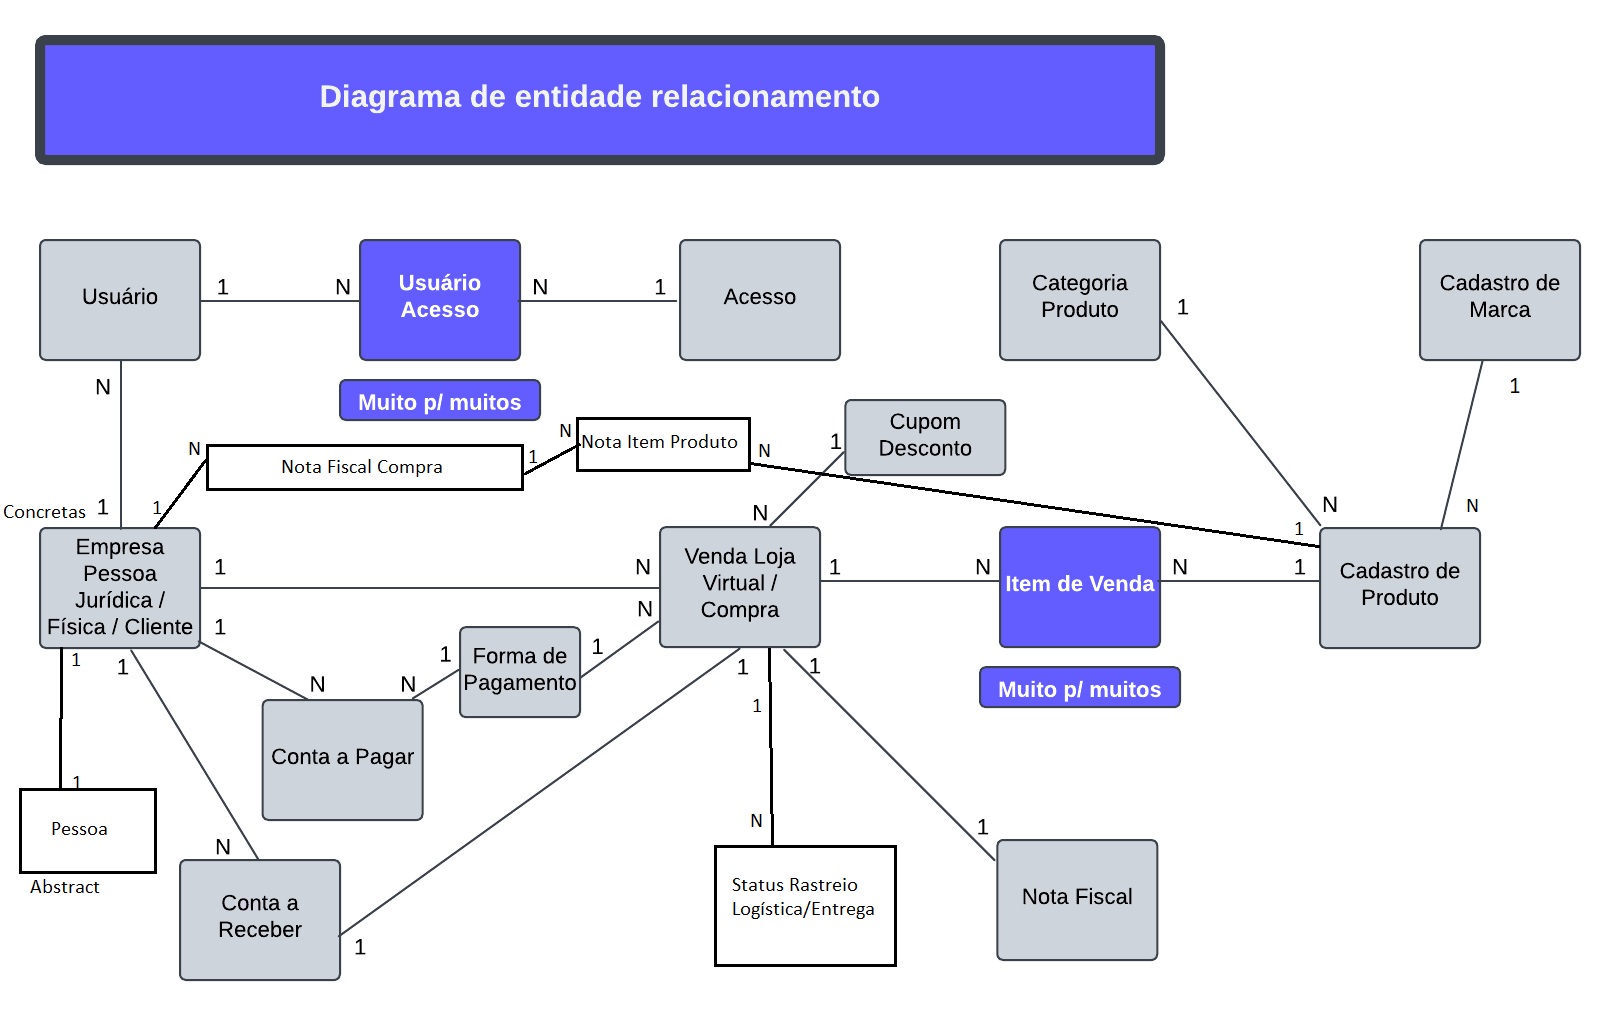 Diagrama de entidade relacionamento
Usuário
1
N
Usuário
Acesso
N
1
Acesso
Categoria
Produto
1
Cadastro de
Marca
1
N
Muito p/ muitos
Cupom
Desconto
1
N
Nota Fiscal Compra
1
N
Nota Item Produto
N
Concretas
1
1
N
N
N
1
Empresa
Pessoa
Jurídica /
Física / Cliente
1
N
Venda Loja
Virtual /
Compra
1
N
Item de Venda
N
1
Cadastro de
Produto
1
N
1
1
1
N
N
1
Forma de
Pagamento
1
1
1
Muito p/ muitos
1
Conta a Pagar
1
Pessoa
Abstract
N
N
1
Conta a
Receber
1
Status Rastreio
Logística/Entrega
Nota Fiscal